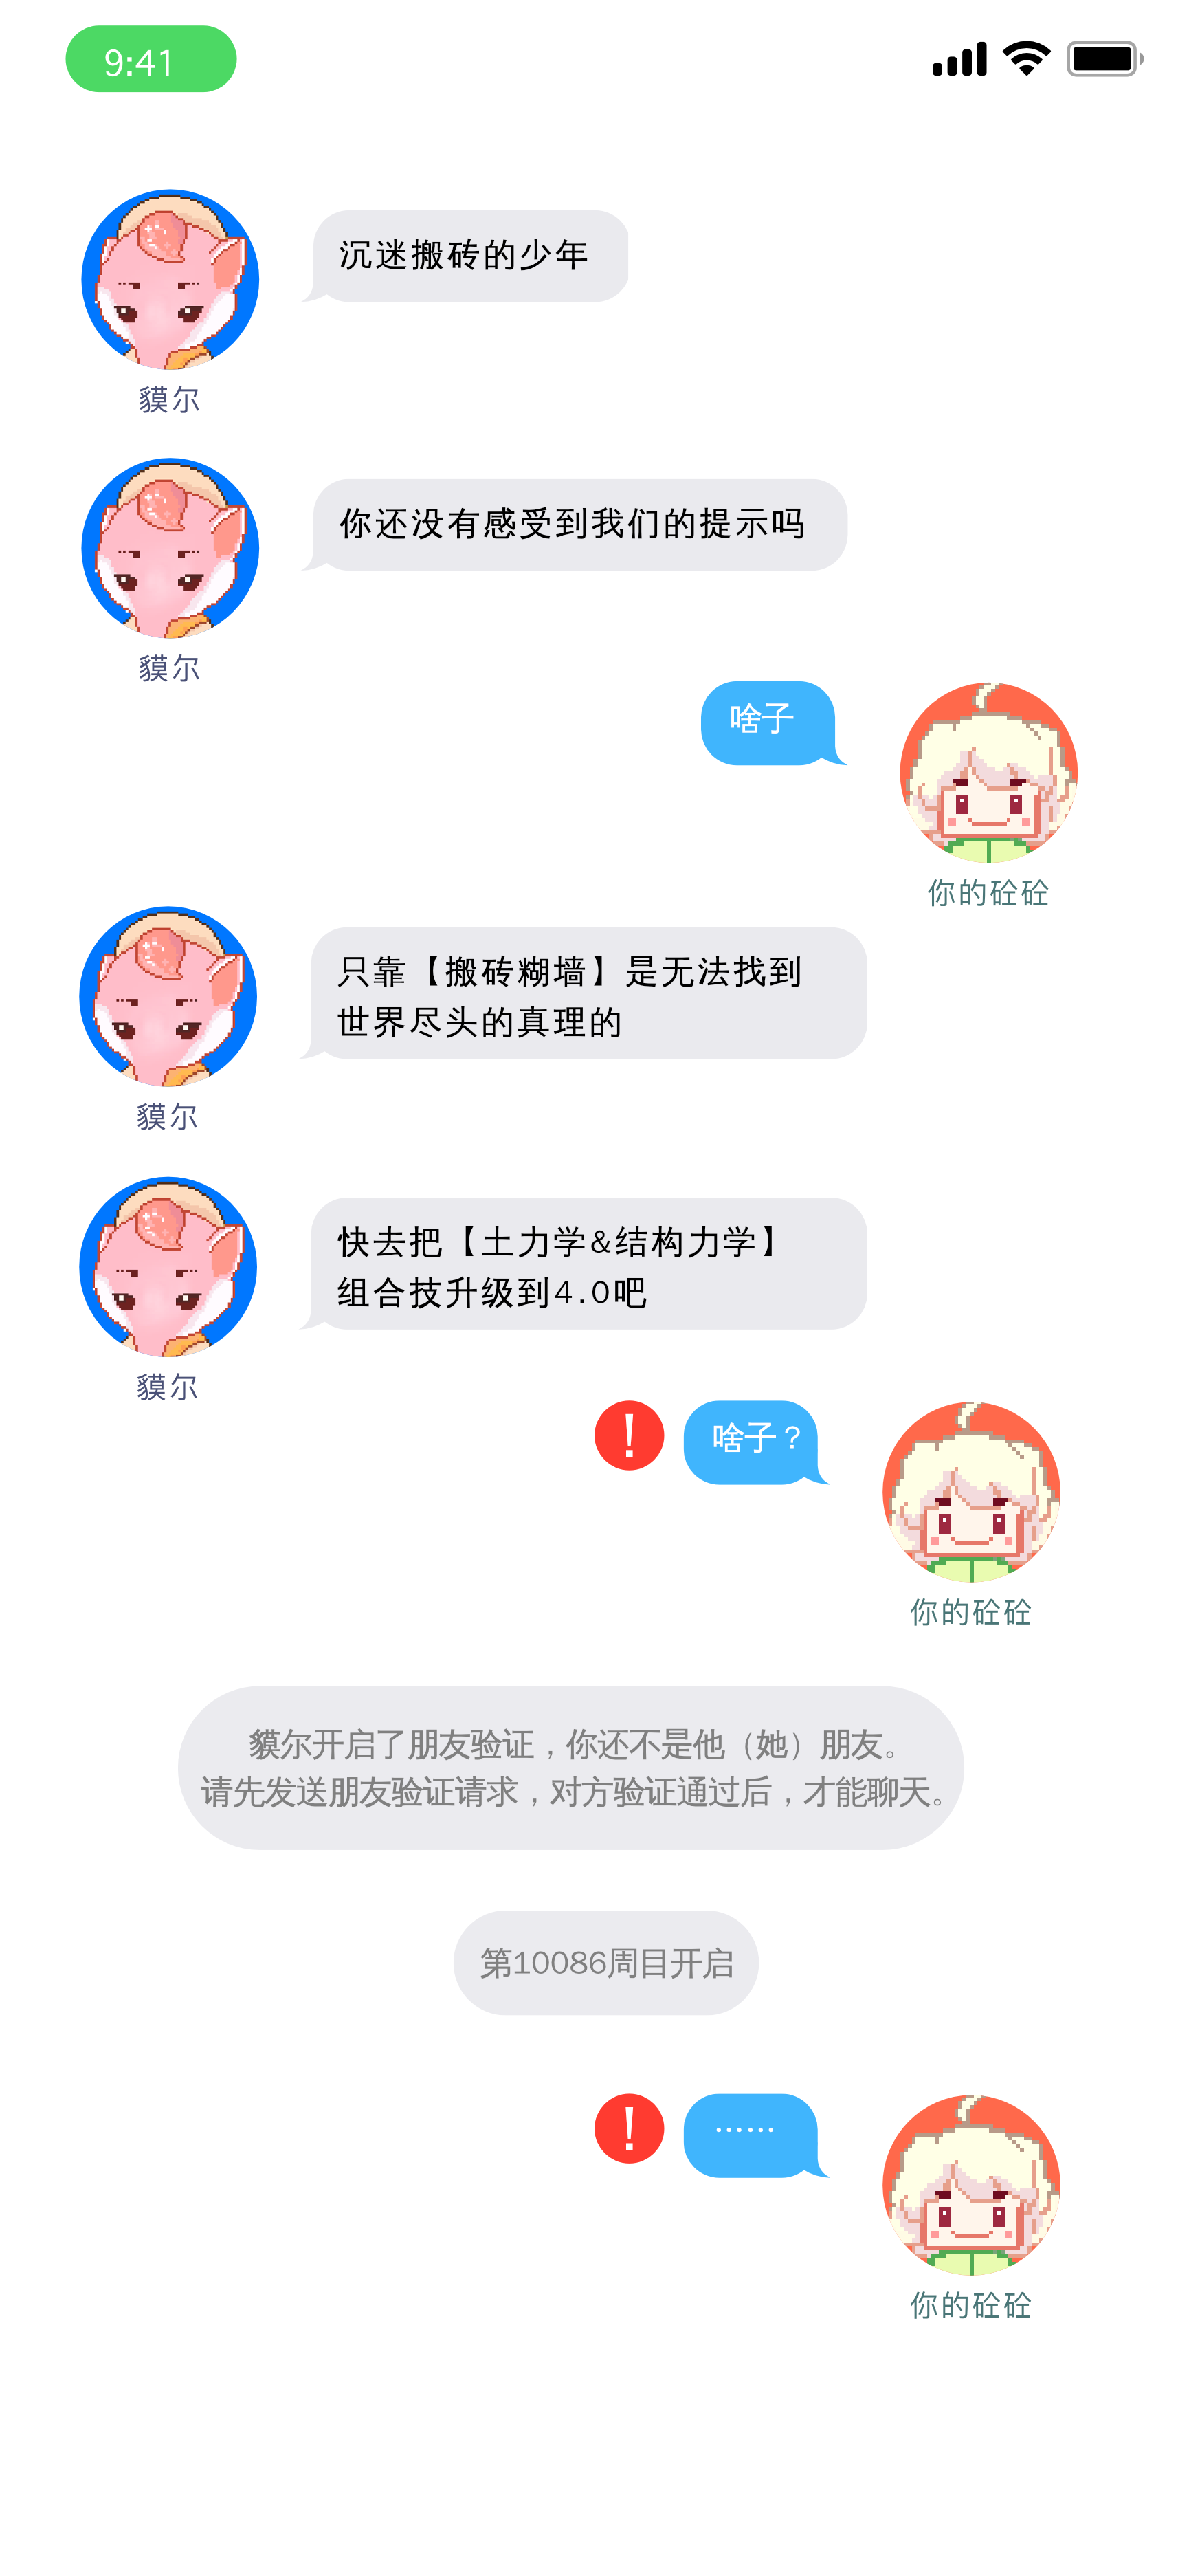 9:41
沉迷搬砖的少年
貘尔
你还没有感受到我们的提示吗
貘尔
啥子
你的砼砼
只靠【搬砖糊墙】是无法找到
世界尽头的真理的
貘尔
快去把【土力学&结构力学】
组合技升级到4.0吧
貘尔
! 啥子?
你的砼砼
貘尔开启了朋友验证，你还不是他（她）朋友。
请先发送朋友验证请求，对方验证通过后，才能聊天。
第10086周目开启
! ······
你的砼砼